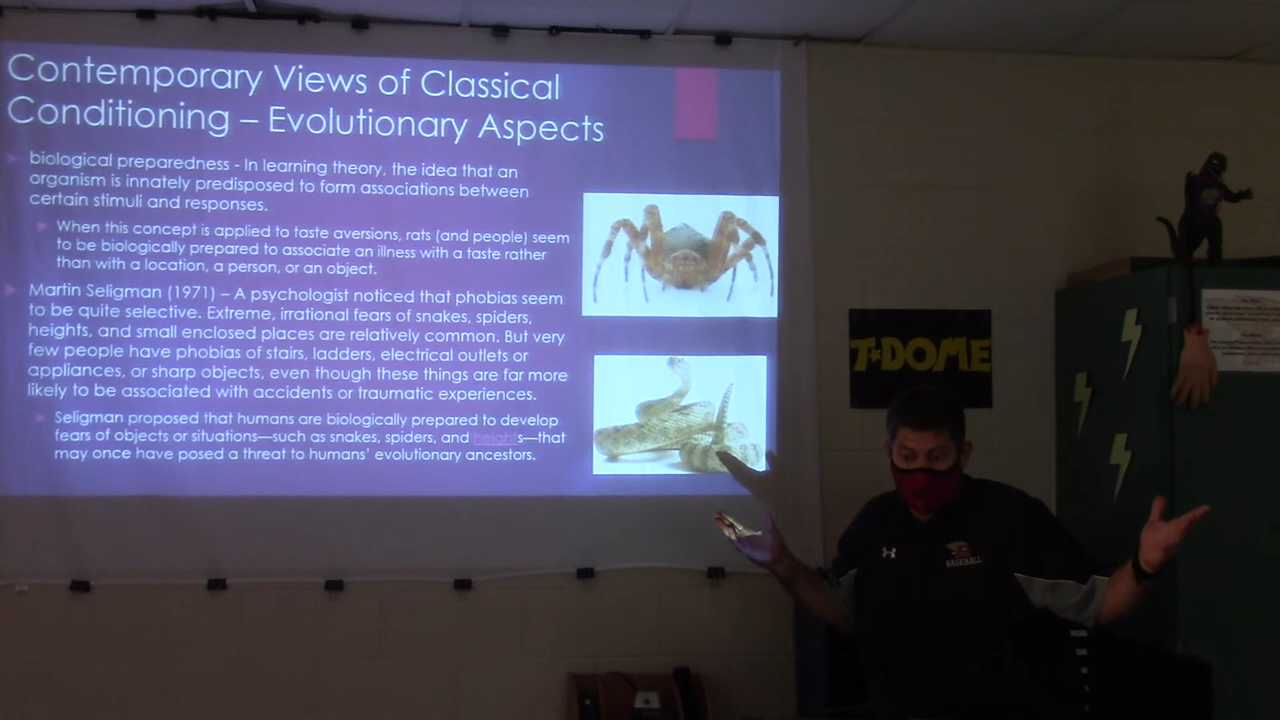 Contemporary Views of Classical
Conditioning – Evolutionary Aspects
biological preparedness - In learning theory, the idea that an
organism is innately predisposed to form associations between
certain stimuli and responses.
When this concept is applied to taste aversions, rats (and people) seem
to be biologically prepared to associate an illness with a taste rather
than with a location, a person, or an object.
Martin Seligman (1971) – A psychologist noticed that phobias seem
to be quite selective. Extreme, irrational fears of snakes, spiders,
heights, and small enclosed places are relatively common. But very
few people have phobias of stairs, ladders, electrical outlets or
appliances, or sharp objects, even though these things are far more
likely to be associated with accidents or traumatic experiences.
Seligman proposed that humans are biologically prepared to develop
fears of objects or situations—such as snakes, spiders, and heights—that
may once have posed a threat to humans' evolutionary ancestors.
T★DOME
BASEBALL